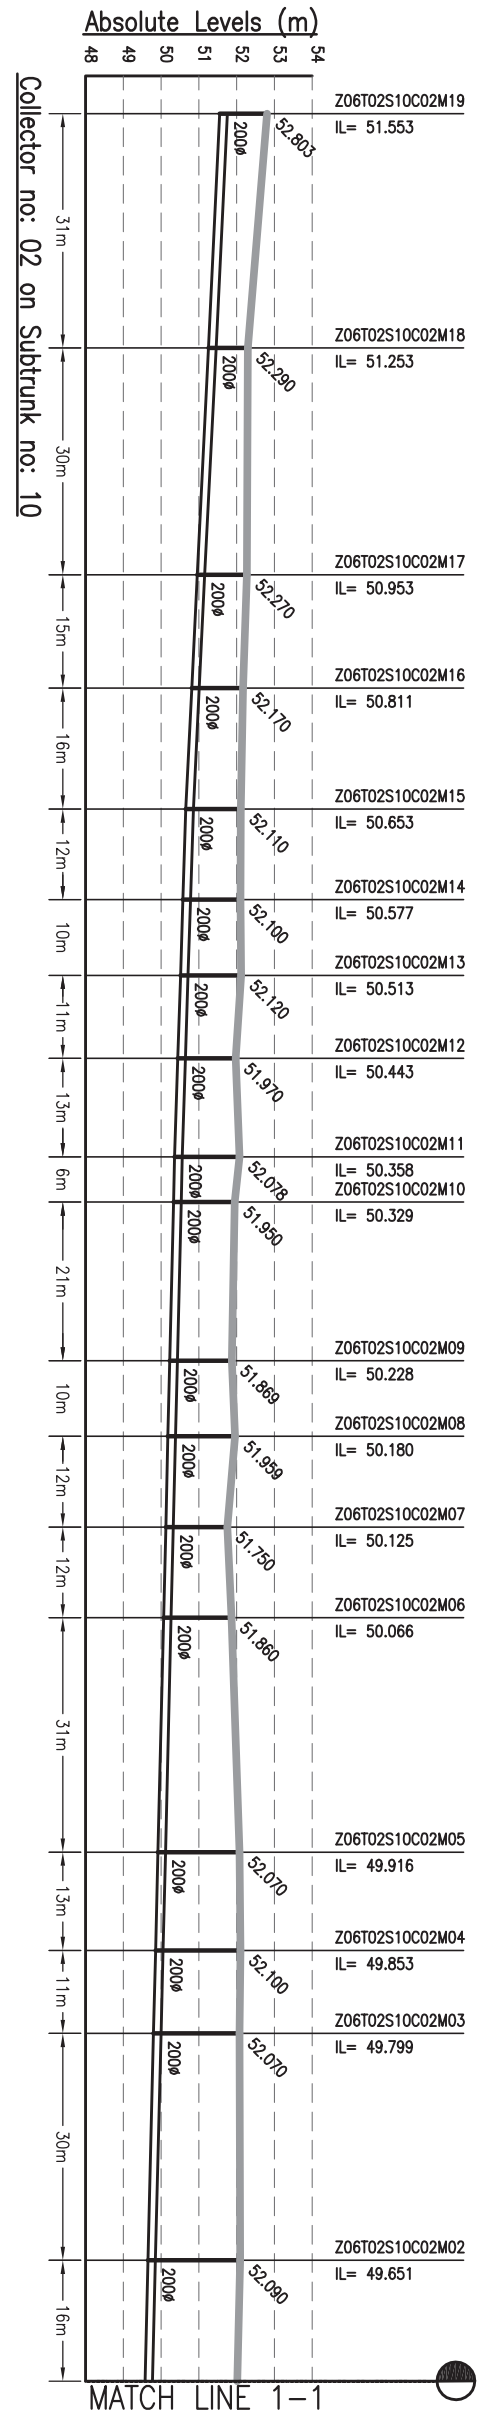 Absolute Levels (m)
48 49 50 51 52 53 54
Collector no: 02 on Subtrunk no: 10
Z06T02S10C02M19
IL= 51.553
52.803
200ø
31m
Z06T02S10C02M18
IL= 51.253
52.290
200ø
30m
Z06T02S10C02M17
IL= 50.953
52.270
200ø
15m
Z06T02S10C02M16
IL= 50.811
52.170
200ø
16m
Z06T02S10C02M15
IL= 50.653
52.110
200ø
12m
Z06T02S10C02M14
IL= 50.577
52.100
200ø
10m
Z06T02S10C02M13
IL= 50.513
52.120
200ø
11m
Z06T02S10C02M12
IL= 50.443
51.970
200ø
13m
Z06T02S10C02M11
IL= 50.358
52.078
200ø
6m
Z06T02S10C02M10
IL= 50.329
51.950
200ø
21m
Z06T02S10C02M09
IL= 50.228
51.869
200ø
10m
Z06T02S10C02M08
IL= 50.180
51.959
200ø
12m
Z06T02S10C02M07
IL= 50.125
51.750
200ø
12m
Z06T02S10C02M06
IL= 50.066
51.860
200ø
31m
Z06T02S10C02M05
IL= 49.916
52.070
200ø
13m
Z06T02S10C02M04
IL= 49.853
52.100
200ø
11m
Z06T02S10C02M03
IL= 49.799
52.070
200ø
30m
Z06T02S10C02M02
IL= 49.651
52.090
200ø
16m
MATCH LINE 1-1